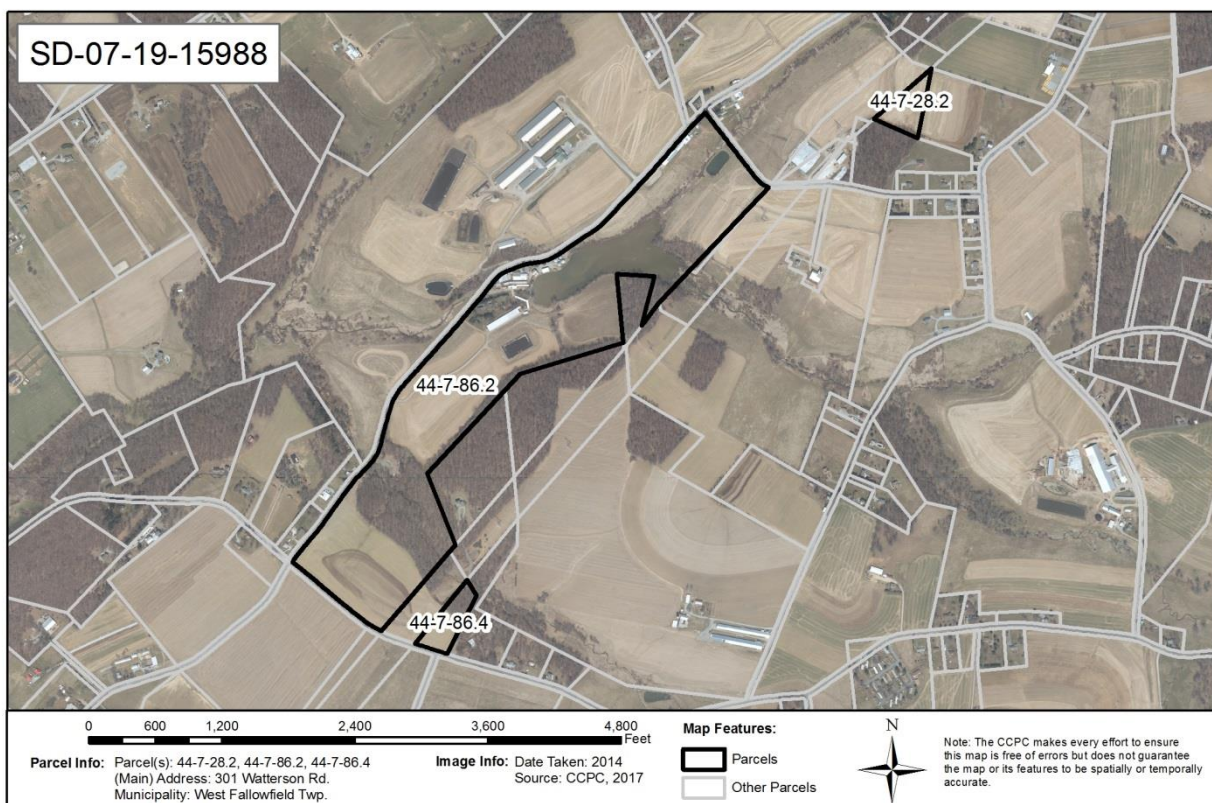 SD-07-19-15988
44-7-28.2
44-7-86.2
44-7-86.4
0 600 1,200 2,400 3,600 4,800
Feet
Parcel Info: Parcel(s): 44-7-28.2, 44-7-86.2, 44-7-86.4
(Main) Address: 301 Watterson Rd.
Municipality: West Fallowfield Twp.
Image Info: Date Taken: 2014
Source: CCPC, 2017
Map Features:
Parcels
Other Parcels
N
Note: The CCPC makes every effort to ensure
this map is free of errors but does not guarantee
the map or its features to be spatially or temporally
accurate.